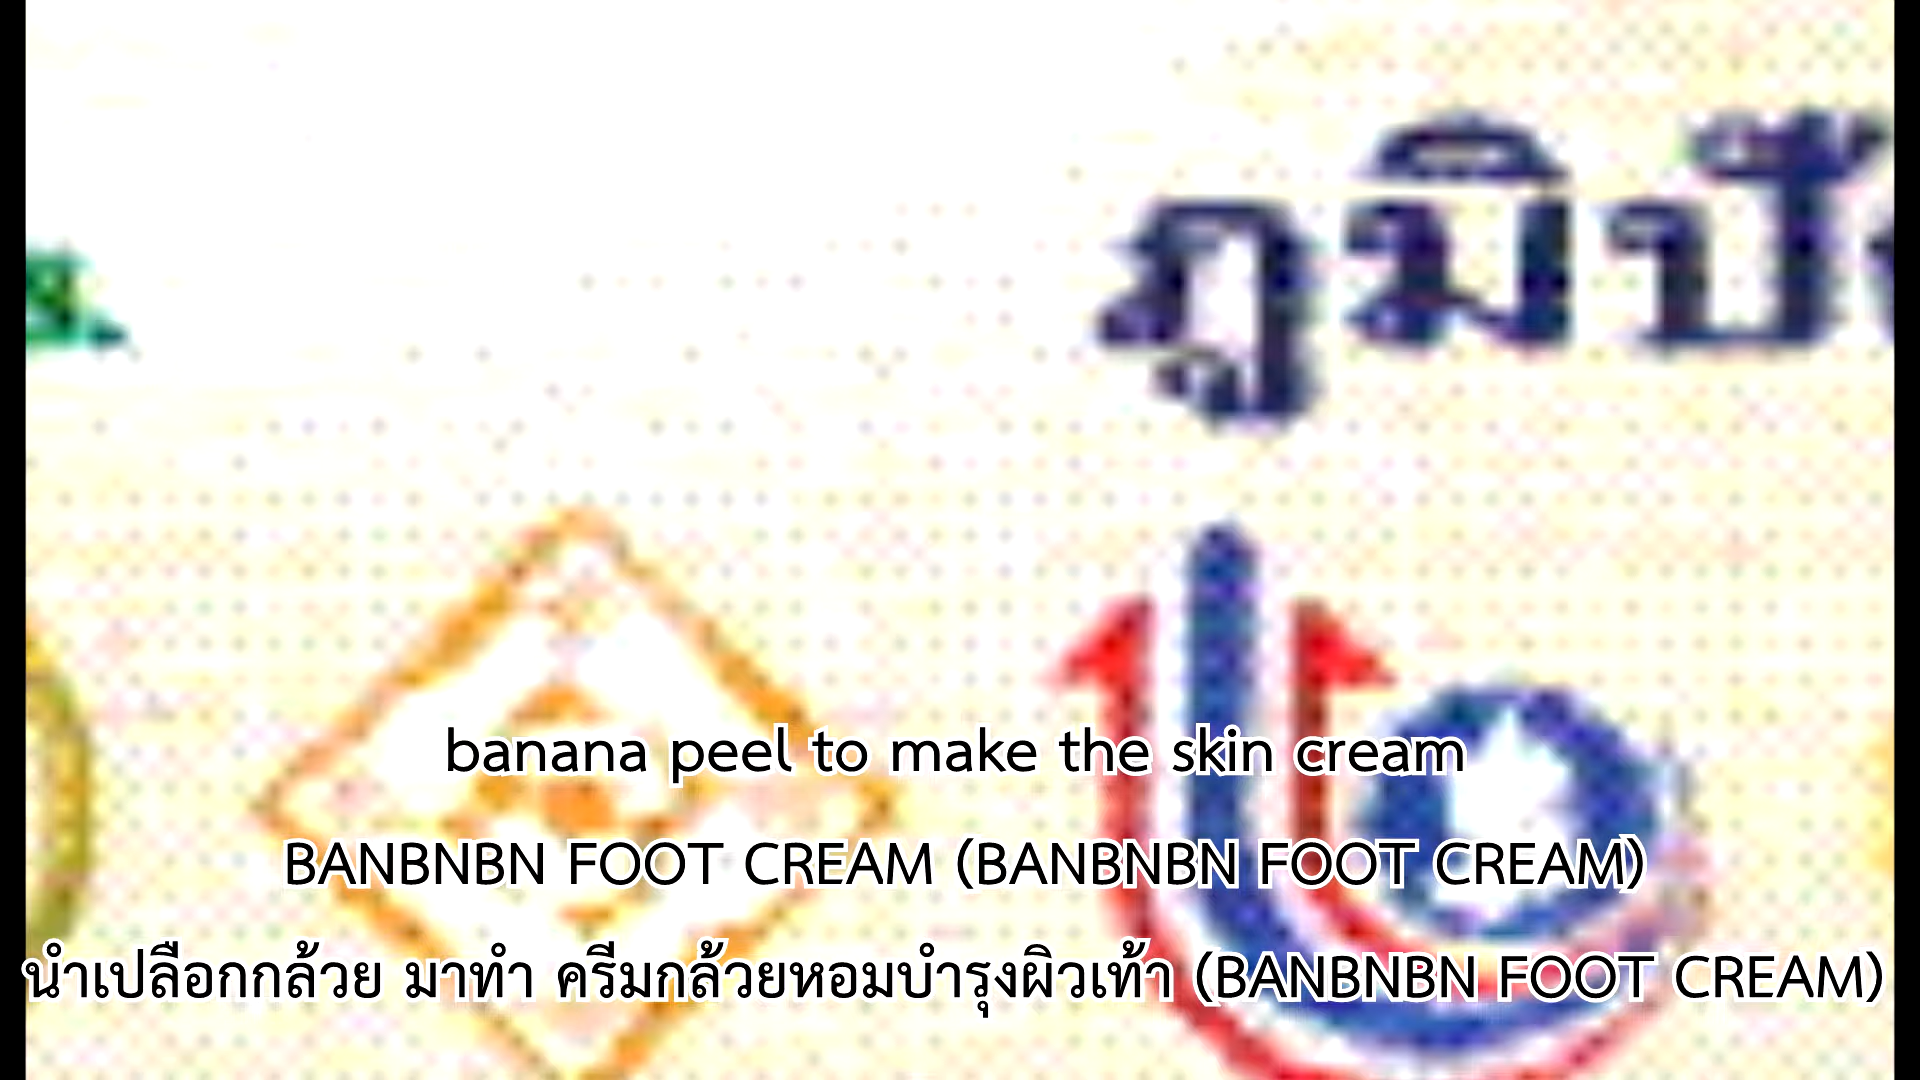 ภูมิปั
banana peel to make the skin cream
BANBNBN FOOT CREAM (BANBNBN FOOT CREAM)
นำเปลือกกล้วย มาทำ ครีมกล้วยหอมบำรุงผิวเท้า (BANBNBN FOOT CREAM)